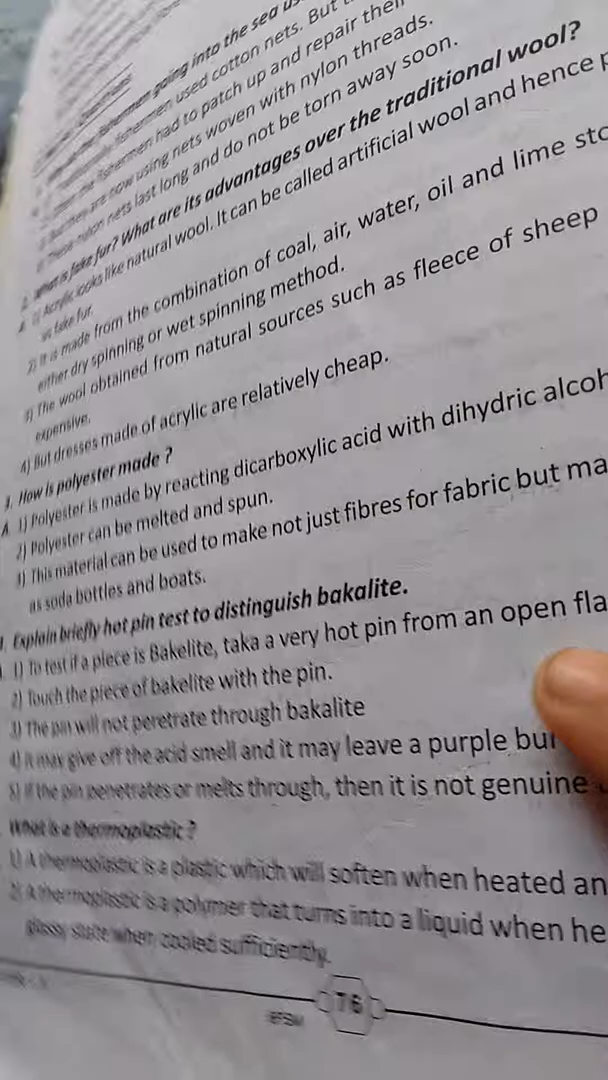 fishermen going into the sea us
fishermen used cotton nets. But
the fishermen had to patch up and repair their
they are now using nets woven with nylon threads.
These nylon nets last long and do not be torn away soon.
2. What is fake fur? What are its advantages over the traditional wool?
A. 1) Acrylic looks like natural wool. It can be called artificial wool and hence p
as fake fur.
2) It is made from the combination of coal, air, water, oil and lime sto
either dry spinning or wet spinning method.
3) The wool obtained from natural sources such as fleece of sheep
expensive.
4) But dresses made of acrylic are relatively cheap.
3. How is polyester made ?
A 1) Polyester is made by reacting dicarboxylic acid with dihydric alcoh
2) Polyester can be melted and spun.
3) This material can be used to make not just fibres for fabric but ma
as soda bottles and boats.
Explain briefly hot pin test to distinguish bakalite.
1) To test if a piece is Bakelite, taka a very hot pin from an open fla
2) Touch the piece of bakelite with the pin.
3) The pin will not peretrate through bakalite
4) It may give off the acid smell and it may leave a purple bur
5) If the pin penetrates or melts through, then it is not genuine
What is a thermoplastic ?
1) A thermoplastic is a plastic which will soften when heated an
2) A thermoplastic is a polymer that turns into a liquid when he
glassy state when cooled sufficiently.
76